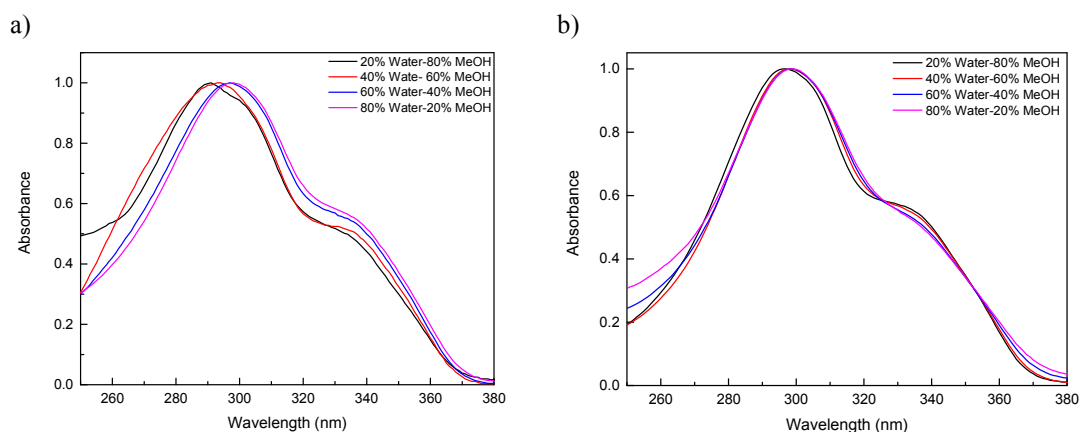 a)
20% Water-80% MeOH
40% Wate- 60% MeOH
60% Water-40% MeOH
80% Water-20% MeOH
1.0
0.8
0.6
0.4
0.2
0.0
Absorbance
260 280 300 320 340 360 380
Wavelength (nm)
b)
20% Water-80% MeOH
40% Water-60% MeOH
60% Water-40% MeOH
80% Water-20% MeOH
1.0
0.8
0.6
0.4
0.2
0.0
Absorbance
260 280 300 320 340 360 380
Wavelength (nm)